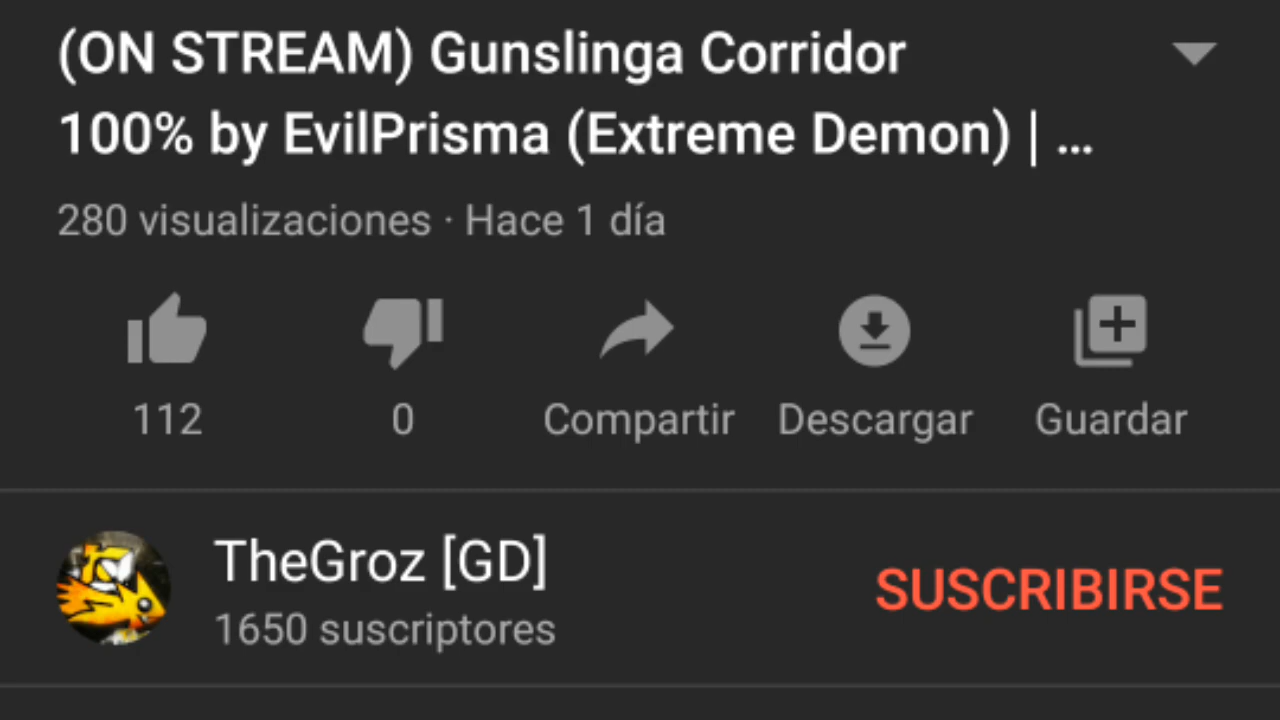 (ON STREAM) Gunslinga Corridor
100% by EvilPrisma (Extreme Demon) | ...
280 visualizaciones · Hace 1 día
112 0 Compartir Descargar Guardar
TheGroz [GD]
1650 suscriptores
SUSCRIBIRSE